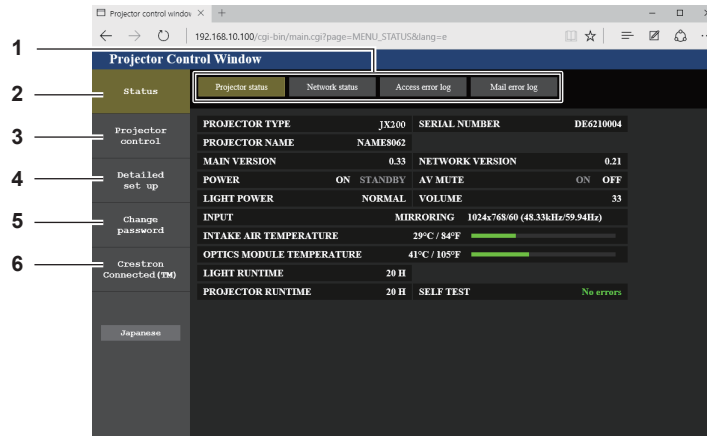 Projector control window
192.168.10.100/cgi-bin/main.cgi?page=MENU_STATUS&lang=e
1
Projector Control Window
2
Status
Projector status
Network status
Access error log
Mail error log
PROJECTOR TYPE JX200 SERIAL NUMBER DE6210004
3
Projector
control
PROJECTOR NAME NAME8062
MAIN VERSION 0.33 NETWORK VERSION 0.21
4
Detailed
set up
POWER ON STANDBY AV MUTE ON OFF
LIGHT POWER NORMAL VOLUME 33
5
Change
password
INPUT MIRRORING 1024x768/60 (48.33kHz/59.94Hz)
INTAKE AIR TEMPERATURE 29°C / 84°F
OPTICS MODULE TEMPERATURE 41°C / 105°F
6
Crestron
Connected(TM)
LIGHT RUNTIME 20 H
PROJECTOR RUNTIME 20 H SELF TEST No errors
Japanese